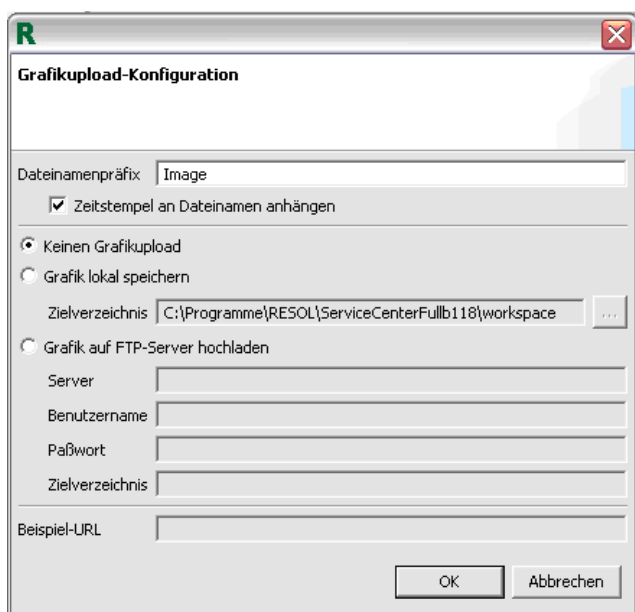 R
Grafikupload-Konfiguration
Dateinamenpräfix Image
Zeitstempel an Dateinamen anhängen
Keinen Grafikupload
Grafik lokal speichern
Zielverzeichnis C:\Programme\RESOL\ServiceCenterFullb118\workspace ...
Grafik auf FTP-Server hochladen
Server
Benutzername
Paßwort
Zielverzeichnis
Beispiel-URL
OK Abbrechen